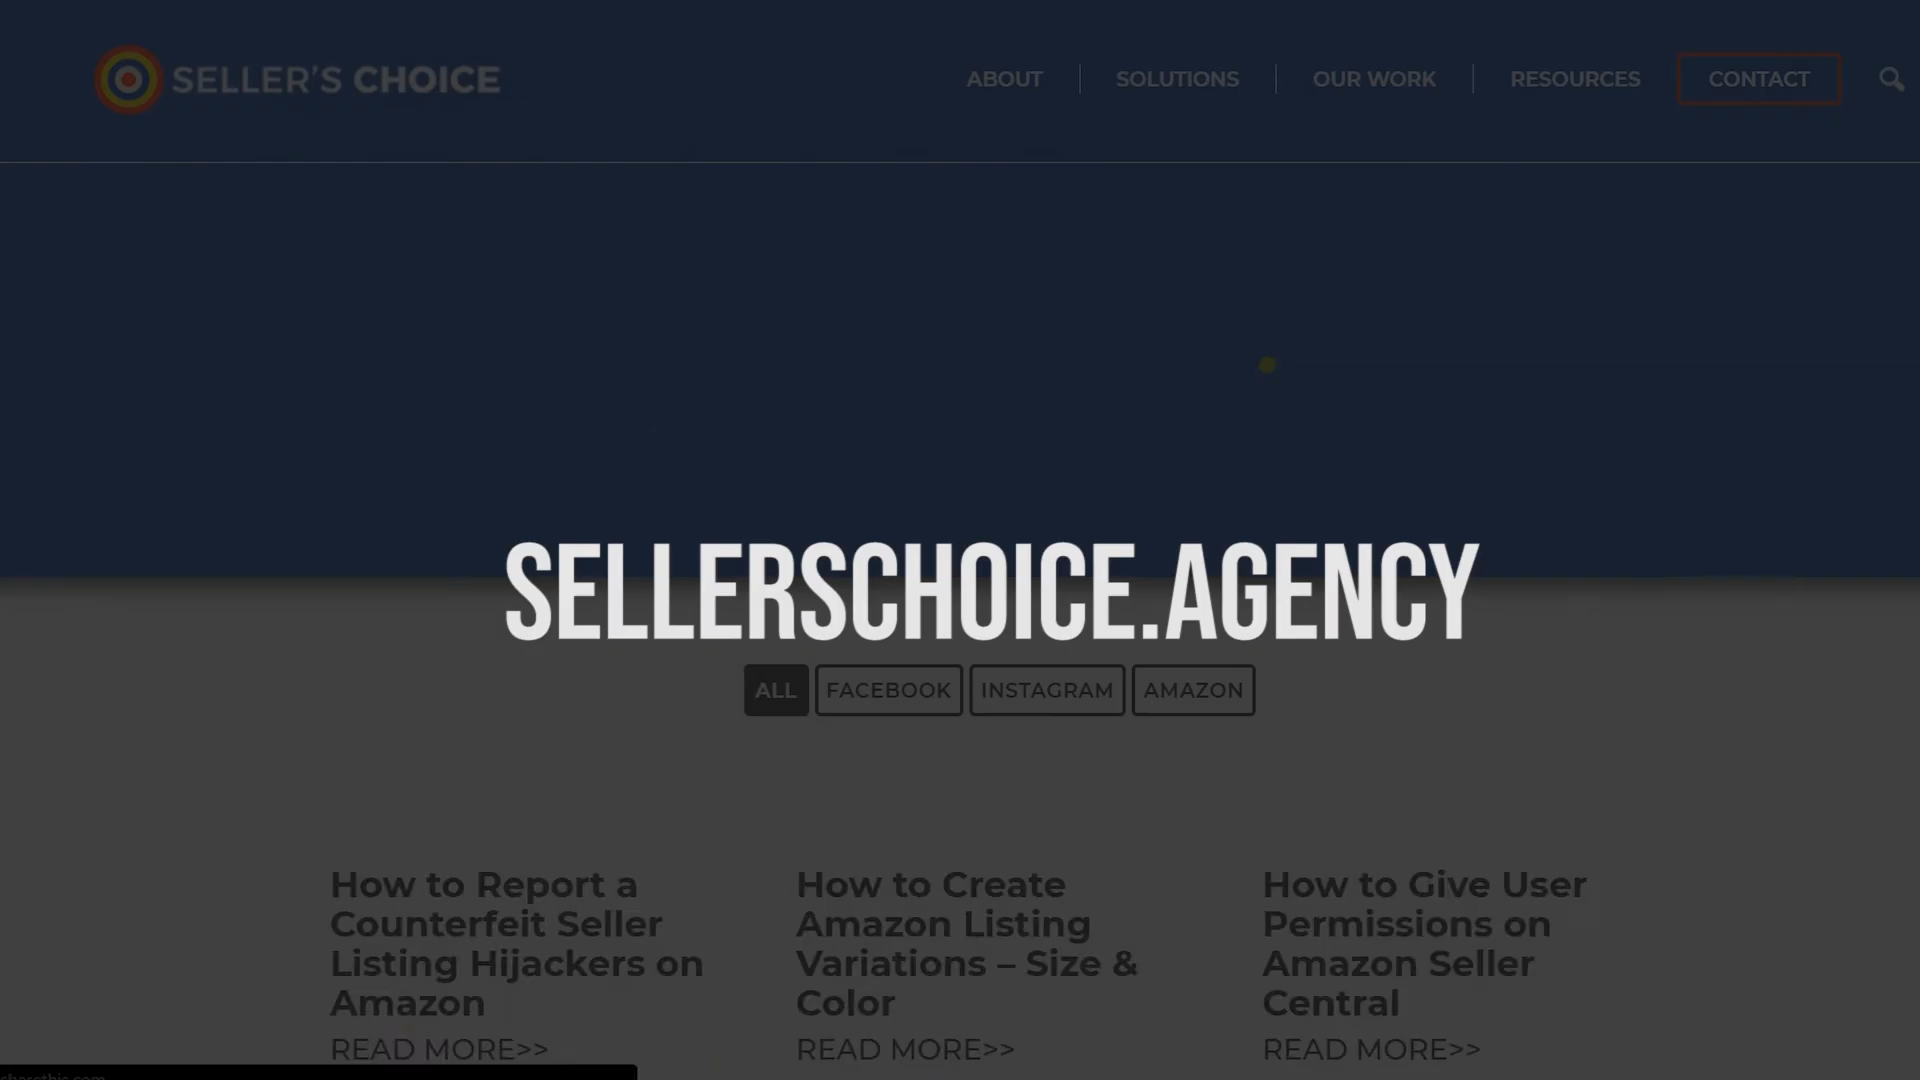 SELLER'S CHOICE
ABOUT
SOLUTIONS
OUR WORK
RESOURCES
CONTACT
SELLERSCHOICE.AGENCY
ALL
FACEBOOK
INSTAGRAM
AMAZON
How to Report a
Counterfeit Seller
Listing Hijackers on
Amazon
READ MORE>>
How to Create
Amazon Listing
Variations – Size &
Color
READ MORE>>
How to Give User
Permissions on
Amazon Seller
Central
READ MORE>>